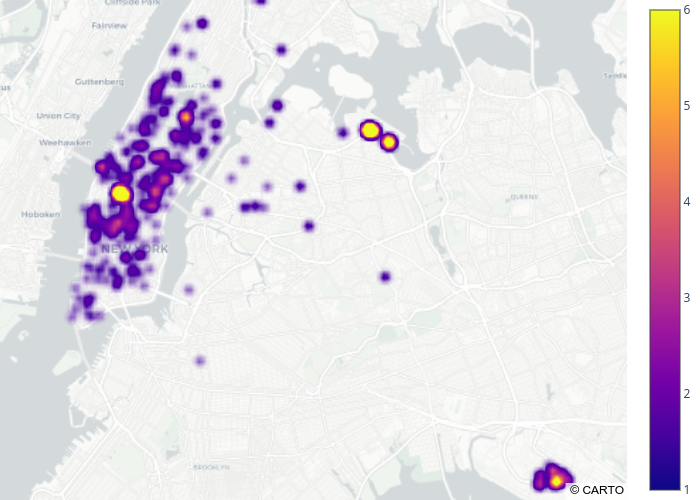 Cliffside Park
6
Fairview
Guttenberg
5
Union City
Weehawken
4
QUEENS
Hoboken
NEW YORK
3
2
BROOKLYN
© CARTO
1